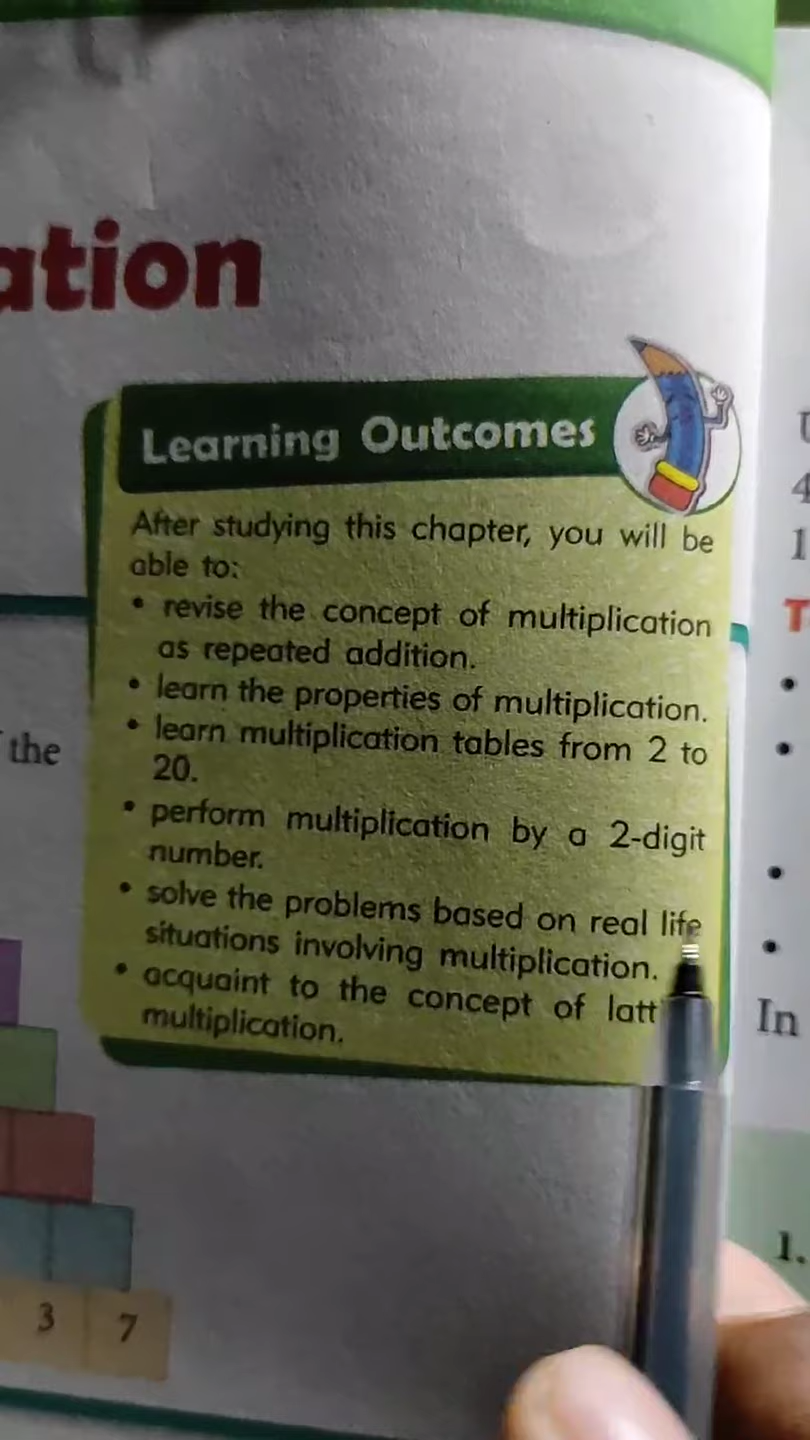 ation
Learning Outcomes
After studying this chapter, you will be
able to:
• revise the concept of multiplication
as repeated addition.
• learn the properties of multiplication.
• learn multiplication tables from 2 to
20.
• perform multiplication by a 2-digit
number.
• solve the problems based on real life
situations involving multiplication.
• acquaint to the concept of latt
multiplication.
the
3 7
4
1
T
In
1.